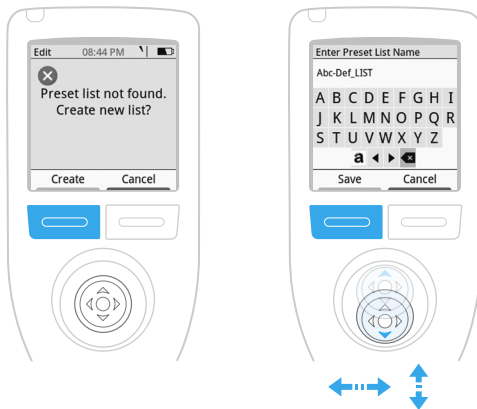 Edit 08:44 PM
Preset list not found.
Create new list?
Create Cancel
Enter Preset List Name
Abc-Def_LIST
A B C D E F G H I
J K L M N O P Q R
S T U V W X Y Z
a
Save Cancel